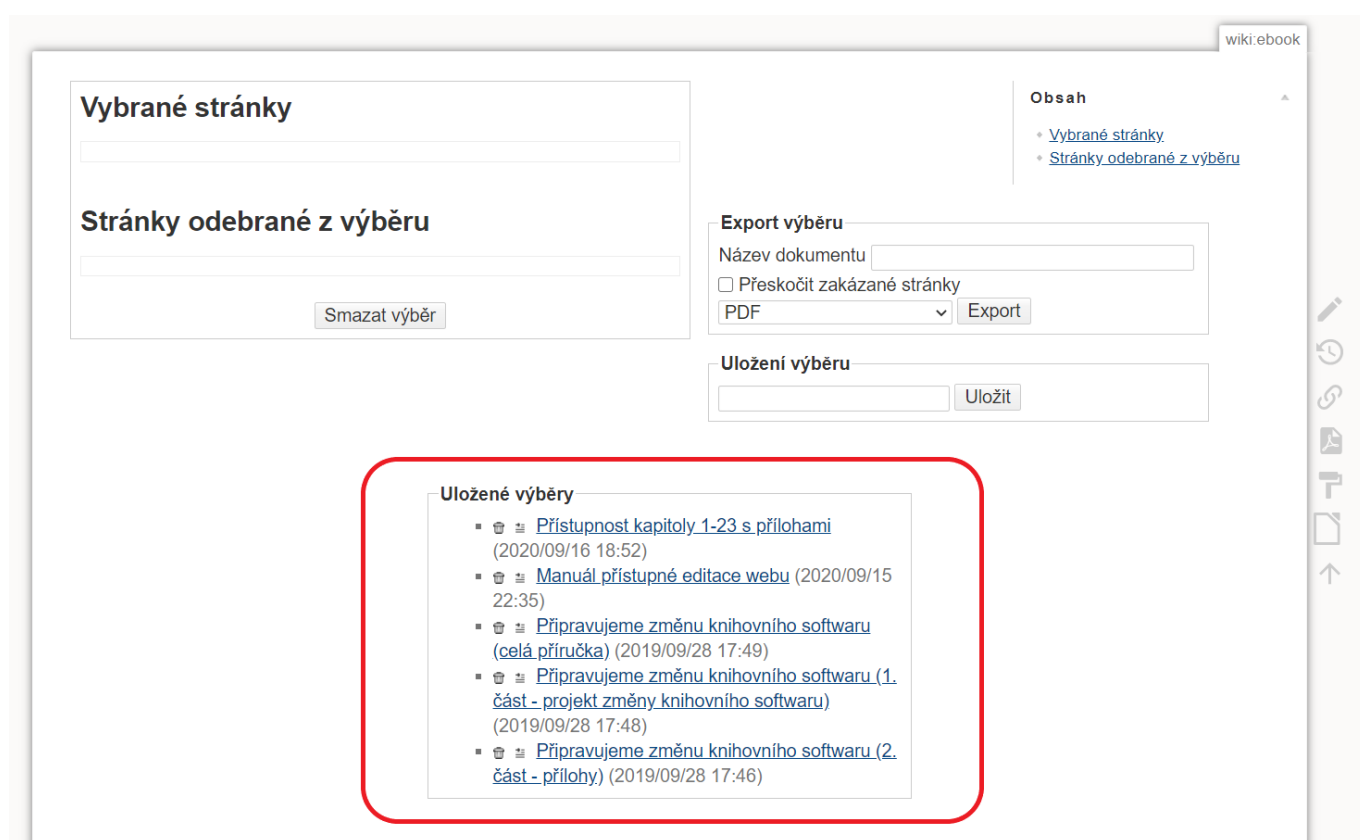 wiki:ebook
Vybrané stránky
Stránky odebrané z výběru
Smazat výběr
Obsah
Vybrané stránky
Stránky odebrané z výběru
Export výběru
Název dokumentu
Přeskočit zakázané stránky
PDF Export
Uložení výběru
Uložit
Uložené výběry
Přístupnost kapitoly 1-23 s přílohami
(2020/09/16 18:52)
Manuál přístupné editace webu (2020/09/15
22:35)
Připravujeme změnu knihovního softwaru
(celá příručka) (2019/09/28 17:49)
Připravujeme změnu knihovního softwaru (1.
část - projekt změny knihovního softwaru)
(2019/09/28 17:48)
Připravujeme změnu knihovního softwaru (2.
část - přílohy) (2019/09/28 17:46)